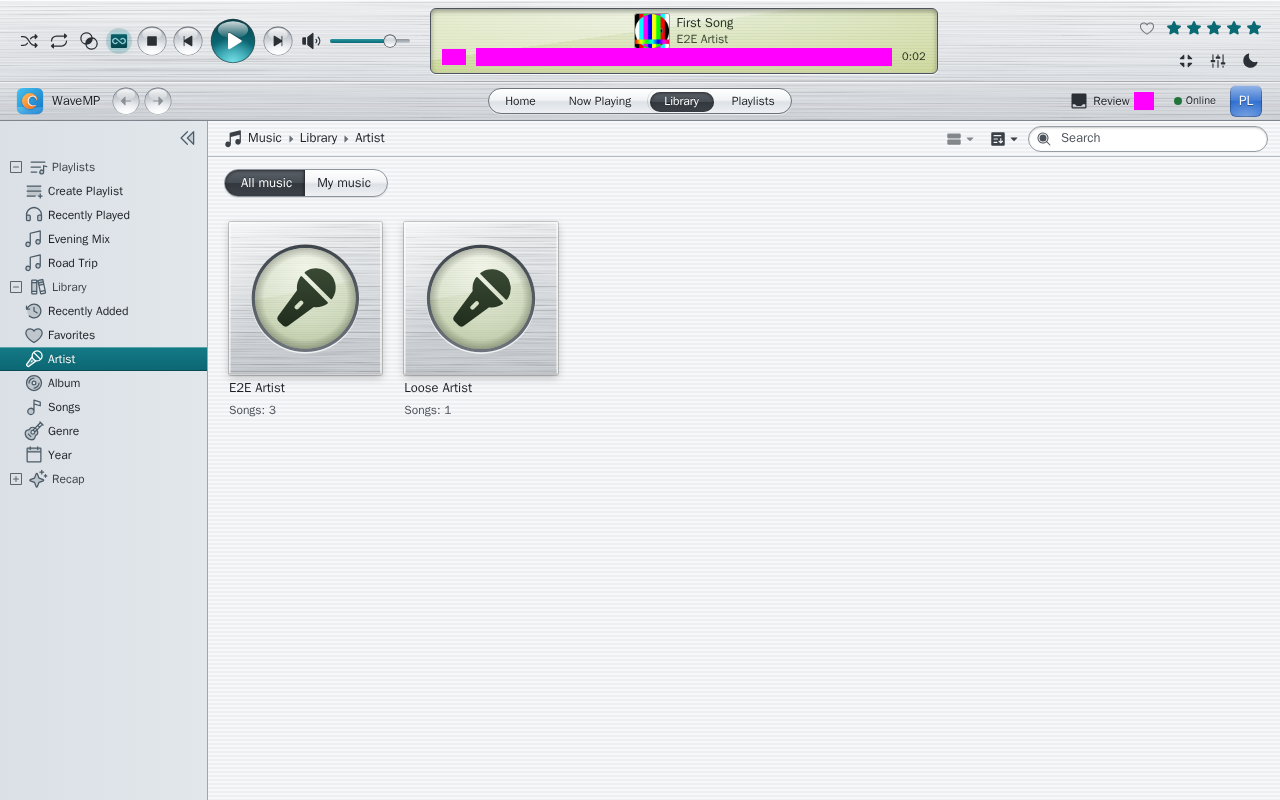 First Song
E2E Artist
0:02
WaveMP
Home
Now Playing
Library
Playlists
Review
Online
PL
Music
Library
Artist
Search
Playlists
Create Playlist
Recently Played
Evening Mix
Road Trip
Library
Recently Added
Favorites
Artist
Album
Songs
Genre
Year
Recap
All music
My music
E2E Artist
Songs: 3
Loose Artist
Songs: 1